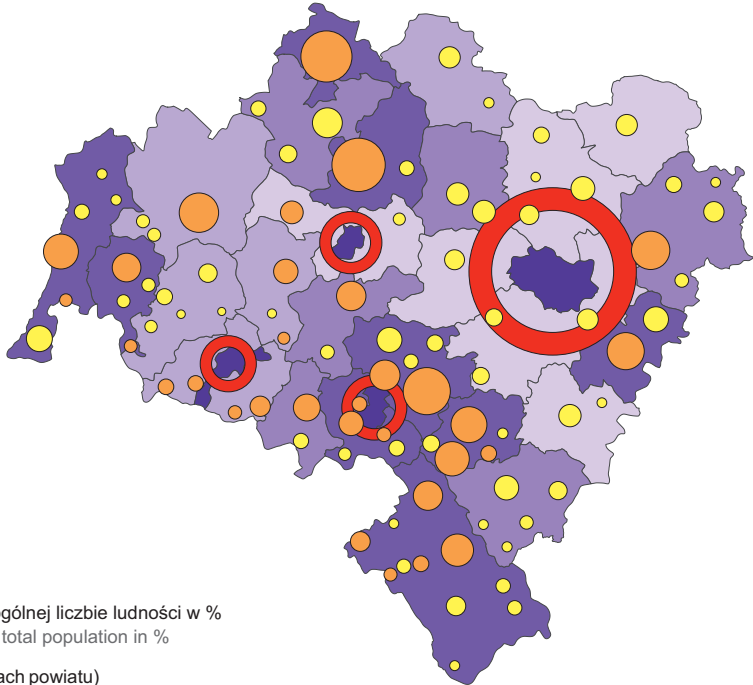 ogólnej liczbie ludności w %
total population in %
ach powiatu)